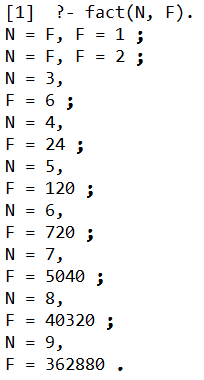 [1]  ?- fact(N, F).
N = F, F = 1 ;
N = F, F = 2 ;
N = 3,
F = 6 ;
N = 4,
F = 24 ;
N = 5,
F = 120 ;
N = 6,
F = 720 ;
N = 7,
F = 5040 ;
N = 8,
F = 40320 ;
N = 9,
F = 362880 .